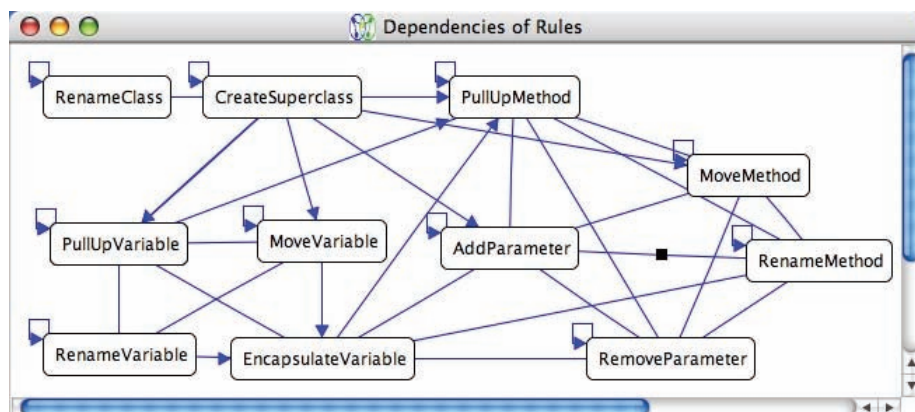 Dependencies of Rules
RenameClass
CreateSuperclass
PullUpMethod
MoveMethod
PullUpVariable
MoveVariable
AddParameter
RenameMethod
RenameVariable
EncapsulateVariable
RemoveParameter